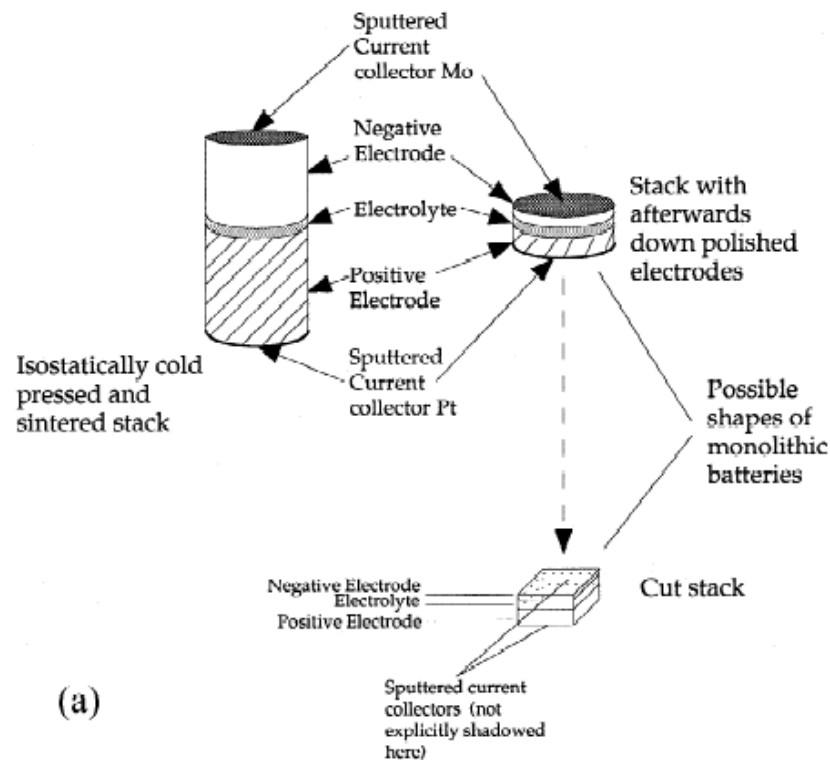 Sputtered
Current
collector Mo
Negative
Electrode
Electrolyte
Positive
Electrode
Sputtered
Current
collector Pt
Isostatically cold
pressed and
sintered stack
Stack with
afterwards
down polished
electrodes
Possible
shapes of
monolithic
batteries
Negative Electrode
Electrolyte
Positive Electrode
Cut stack
Sputtered current
collectors (not
explicitly shadowed
here)
(a)